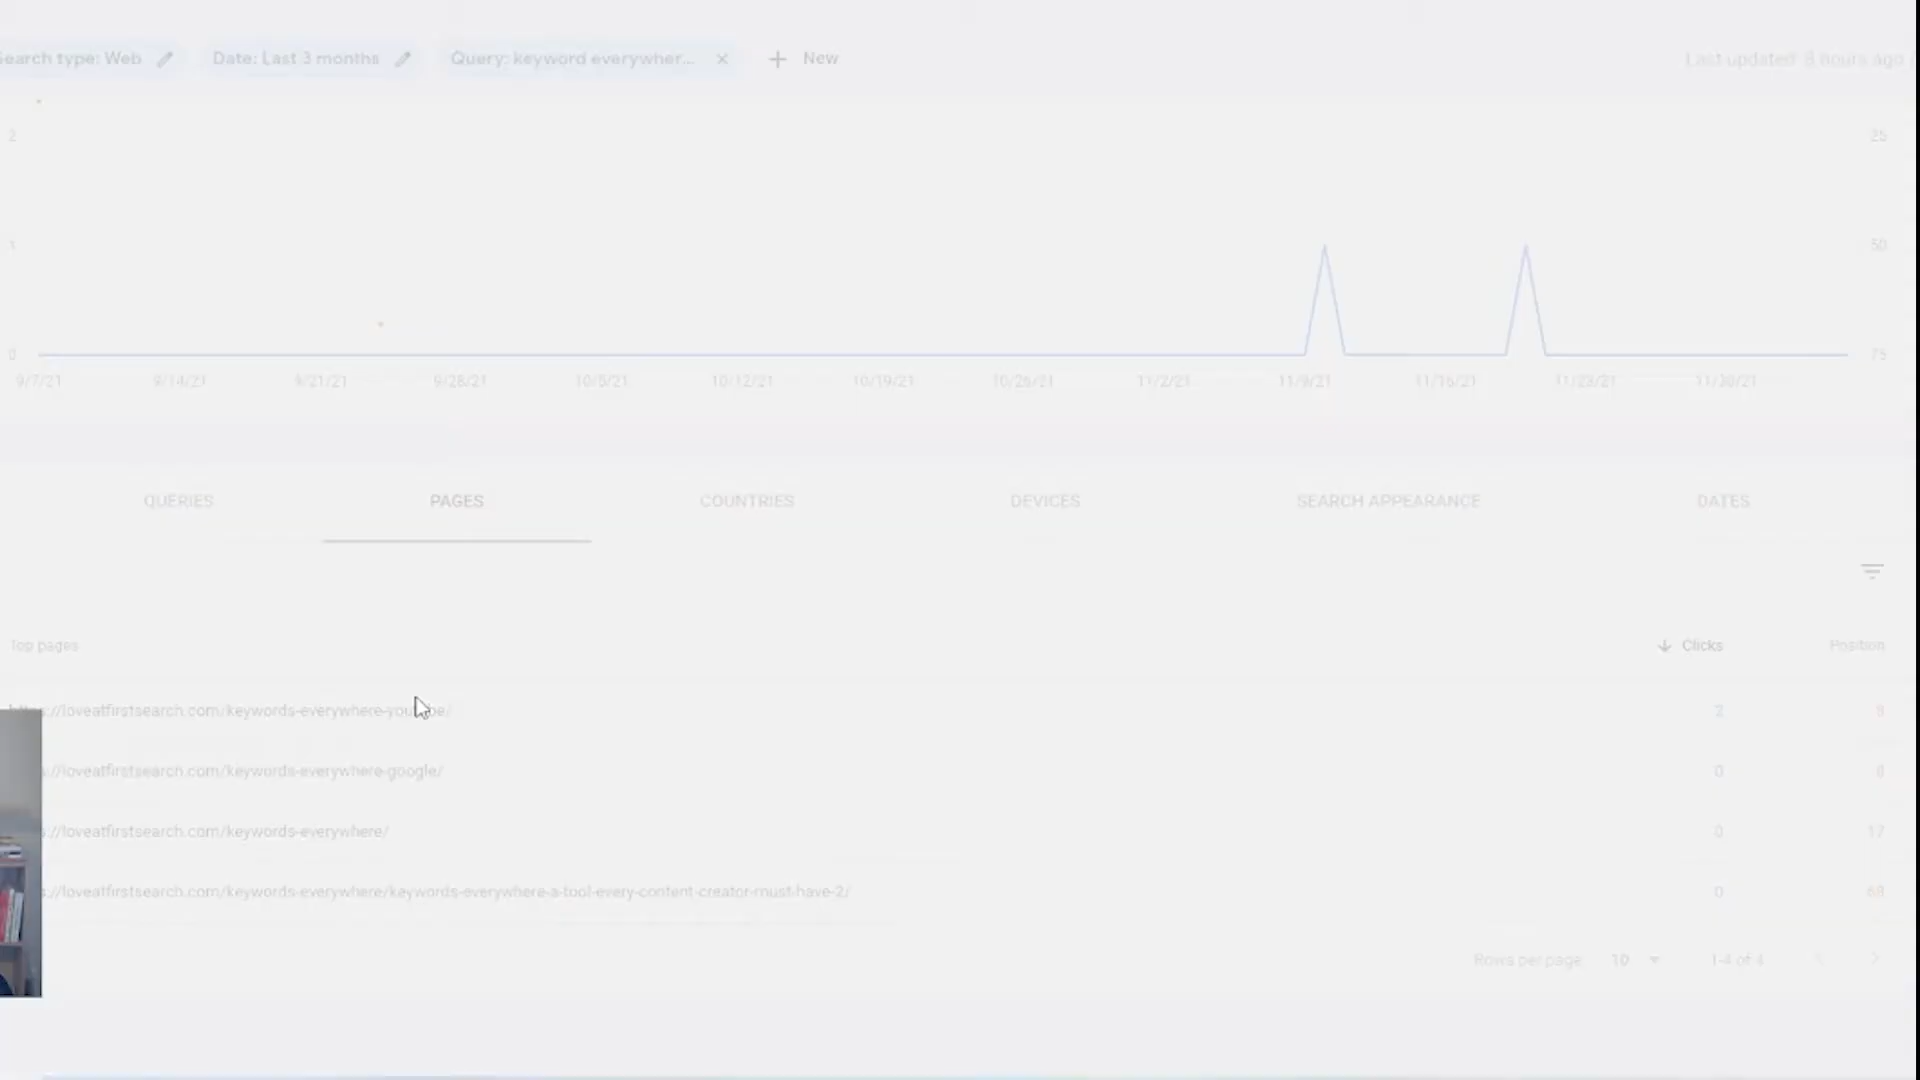 Search type: Web Date: Last 3 months Query: keyword everywher... New Last updated: 3 hours ago
2 25
1 50
0 75
9/7/21 9/14/21 9/21/21 9/28/21 10/5/21 10/12/21 10/19/21 10/26/21 11/2/21 11/9/21 11/16/21 11/23/21 11/30/21
QUERIES PAGES COUNTRIES DEVICES SEARCH APPEARANCE DATES
Top pages Clicks Position
https://loveatfirstsearch.com/keywords-everywhere-youtube/ 2
s://loveatfirstsearch.com/keywords-everywhere-google/ 0 8
s://loveatfirstsearch.com/keywords-everywhere/ 0 17
s://loveatfirstsearch.com/keywords-everywhere/keywords-everywhere-a-tool-every-content-creator-must-have-2/ 0 68
Rows per page: 10 1-4 of 4